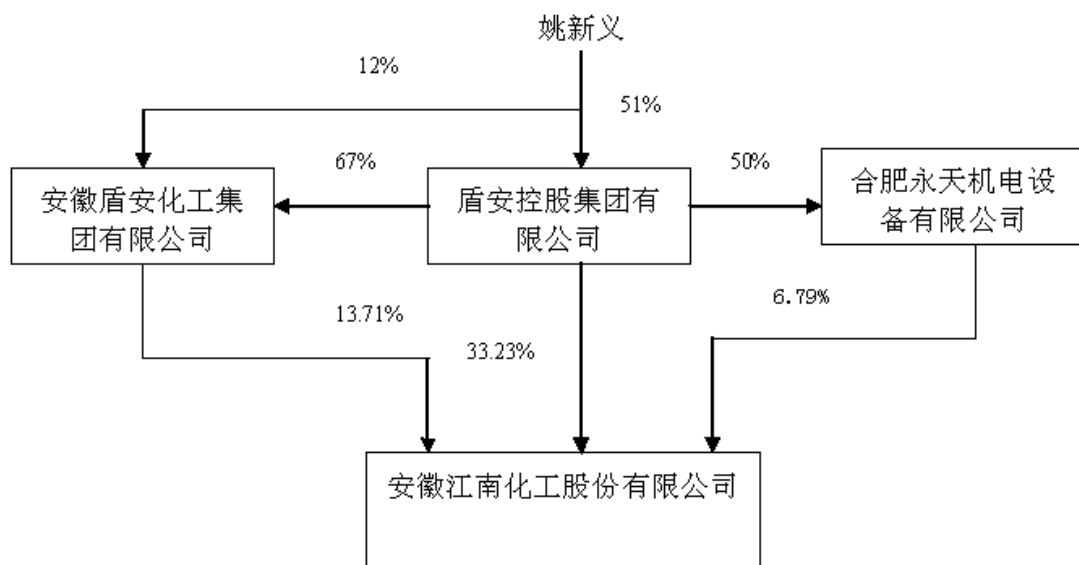 姚新义
12%
51%
67%
50%
安徽盾安化工集
团有限公司
盾安控股集团有
限公司
合肥永天机电设
备有限公司
13.71%
33.23%
6.79%
安徽江南化工股份有限公司